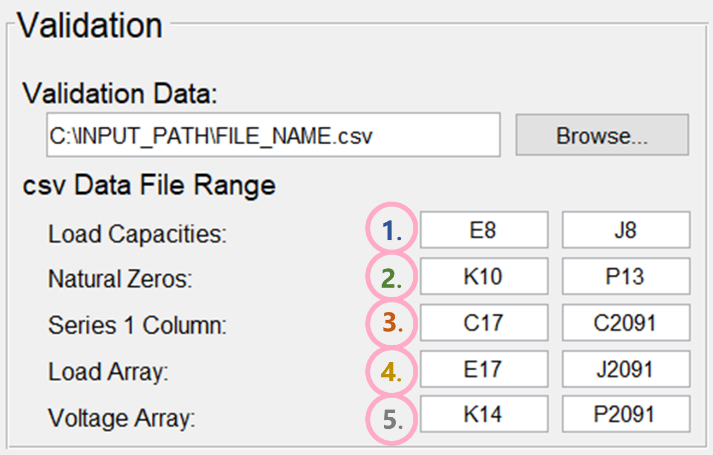 Validation
Validation Data:
C:\INPUT_PATH\FILE_NAME.csv Browse...
csv Data File Range
Load Capacities: 1. E8 J8
Natural Zeros: 2. K10 P13
Series 1 Column: 3. C17 C2091
Load Array: 4. E17 J2091
Voltage Array: 5. K14 P2091